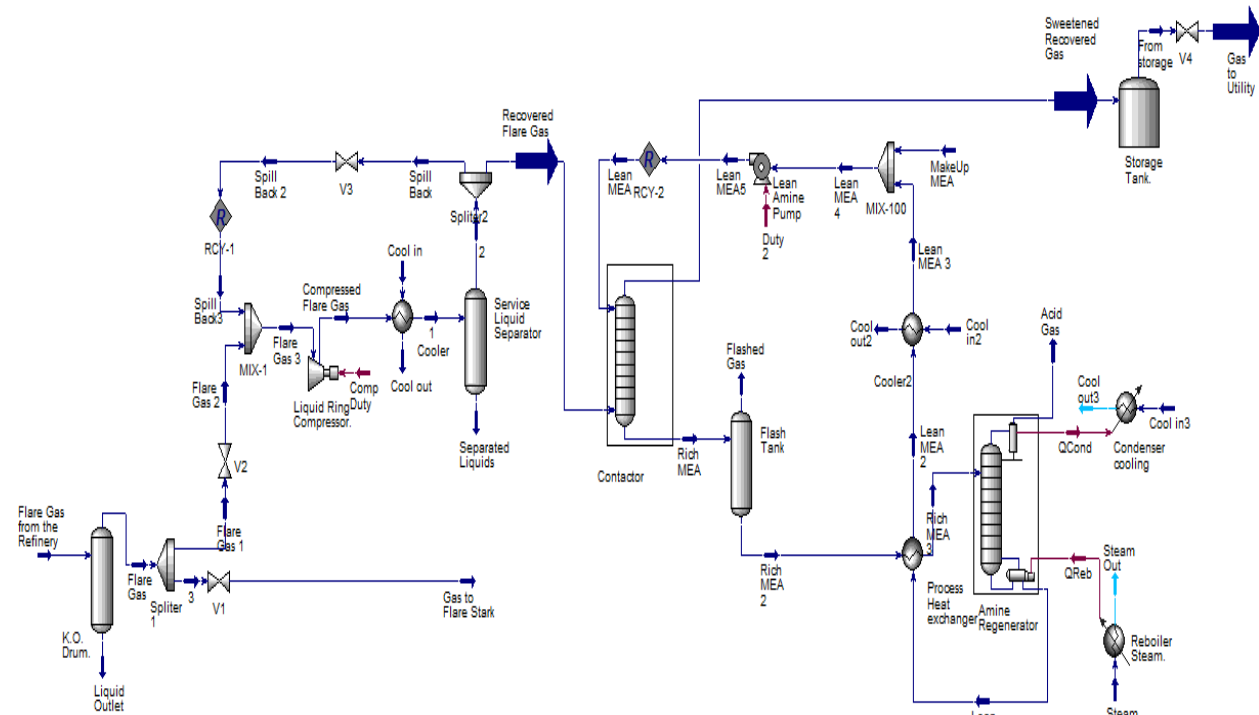 Sweetened
Recovered
Gas
From
storage
V4
Gas
to
Utility
Storage
Tank.
Recovered
Flare Gas
Spill
Back 2
V3
Spill
Back
Spliter2
RCY-1
2
Cool in
Compressed
Flare Gas
Service
Liquid
Separator
1
Cooler
Cool out
Spill
Back3
MIX-1
Flare
Gas 3
Comp
Duty
Liquid Ring
Compressor.
Separated
Liquids
Flare
Gas 2
V2
Flare
Gas 1
Flare Gas
from the
Refinery
Flare
Gas
Spliter
1
3
V1
Gas to
Flare Stark
K.O.
Drum.
Liquid
Outlet
Lean
MEA
RCY-2
Lean
MEA5
Lean
Amine
Pump
Duty
2
Lean
MEA
4
MakeUp
MEA
MIX-100
Lean
MEA 3
Cool
out2
Cool
in2
Cooler2
Contactor
Rich
MEA
Flashed
Gas
Flash
Tank
Rich
MEA
2
Lean
MEA
2
Rich
MEA
3
Process
Heat
exchanger
Amine
Regenerator
Acid
Gas
Cool
out3
Cool in3
QCond
Condenser
cooling
QReb
Steam
Out
Reboiler
Steam.